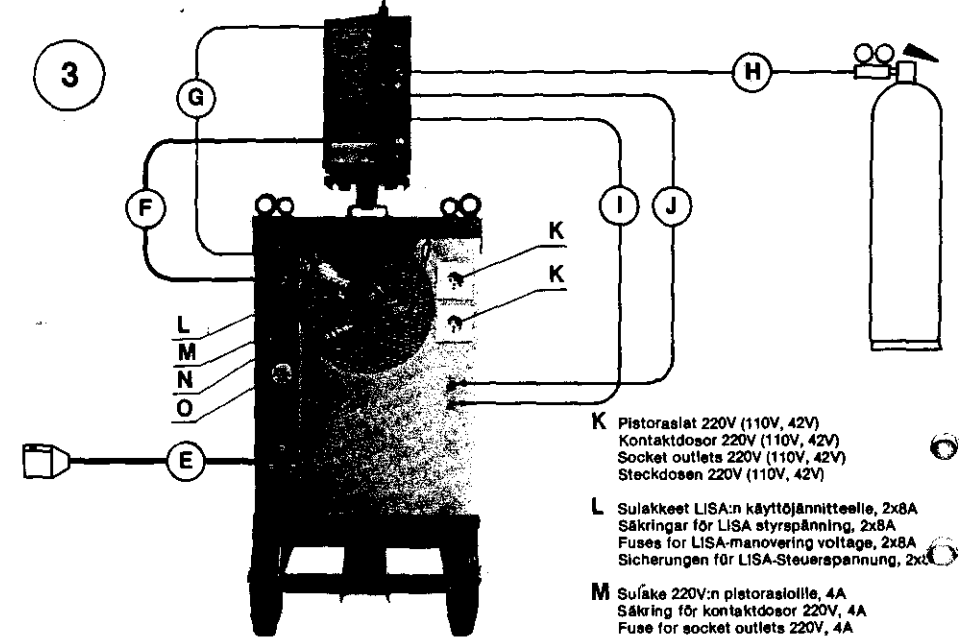 3
G
H
F
I
J
K
K
L
M
N
O
E
K Pistorasiat 220V (110V, 42V)
Kontaktdosor 220V (110V, 42V)
Socket outlets 220V (110V, 42V)
Steckdosen 220V (110V, 42V)
L Sulakkeet LISA:n käyttöjännitteelle, 2x8A
Säkringar för LISA styrspänning, 2x8A
Fuses for LISA-manovering voltage, 2x8A
Sicherungen für LISA-Steuerspannung,
M Sulake 220V:n pistorasioille, 4A
Säkring för kontaktdosor 220V, 4A
Fuse for socket outlets 220V, 4A